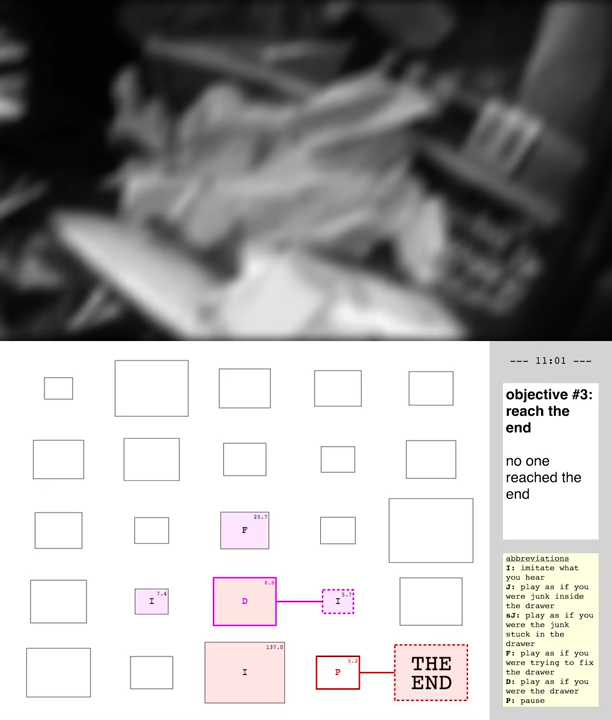 --- 11:01 ---
objective #3:
reach the
end
no one
reached the
end
25.7
F
7.4
I
D
I
137.0
I
5.2
P
THE
END
abbreviations
I: imitate what
you hear
J: play as if you
were junk inside
the drawer
sJ: play as if you
were the junk
stuck in the
drawer
F: play as if you
were trying to fix
the drawer
D: play as if you
were the drawer
P: pause